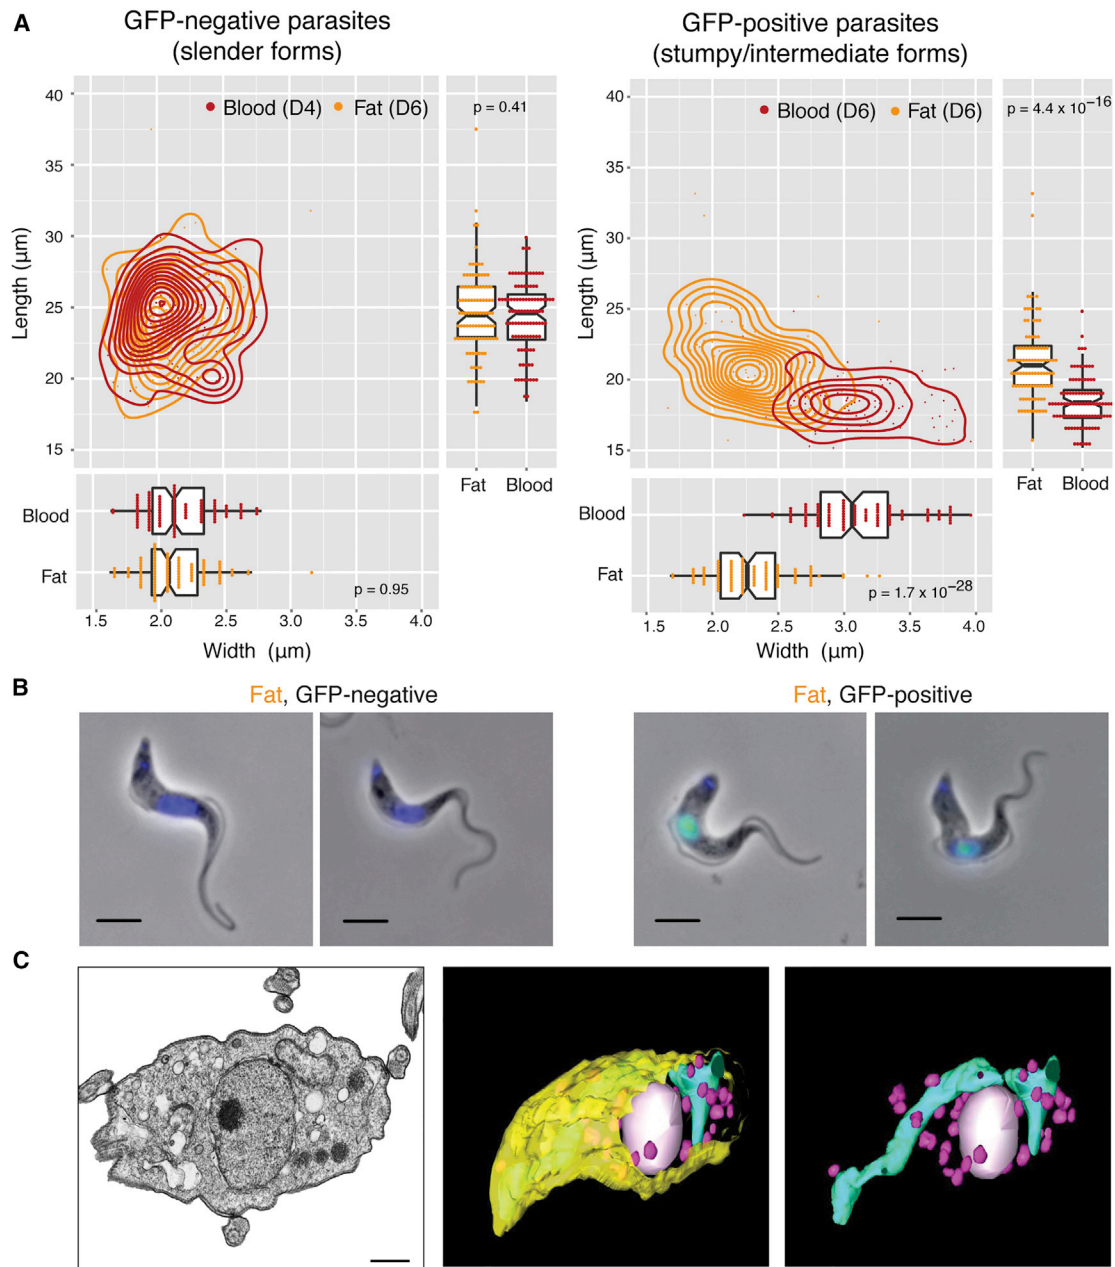 A
GFP-negative parasites
(slender forms)
GFP-positive parasites
(stumpy/intermediate forms)
40
35
30
25
20
15
Length (µm)
Blood (D4) Fat (D6)
p = 0.41
Fat Blood
Blood
Fat
p = 0.95
1.5 2.0 2.5 3.0 3.5 4.0
Width (µm)
40
35
30
25
20
15
Length (µm)
Blood (D6) Fat (D6)
p = 4.4 x 10−16
Fat Blood
Blood
Fat
p = 1.7 x 10−28
1.5 2.0 2.5 3.0 3.5 4.0
Width (µm)
B
Fat, GFP-negative
Fat, GFP-positive
C